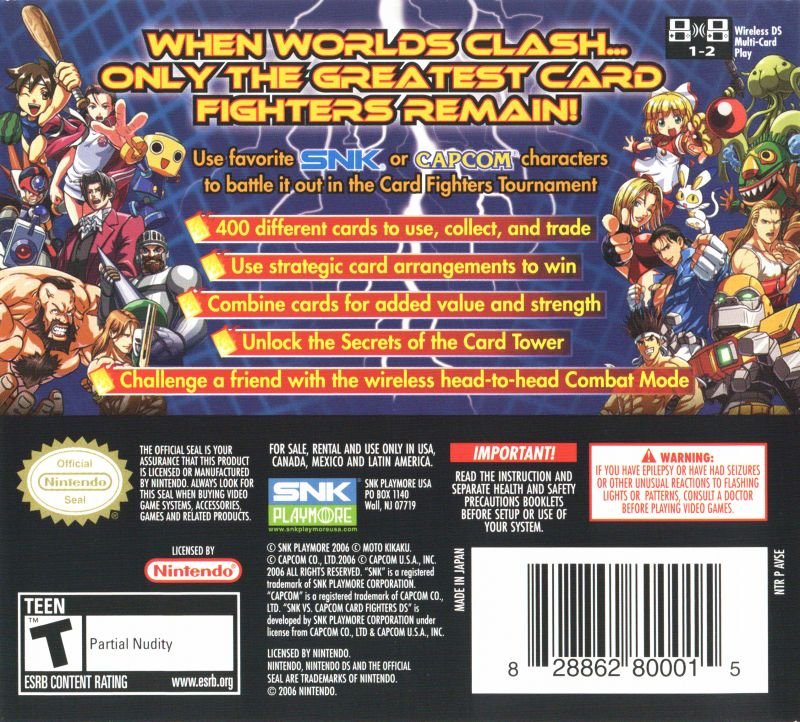 WHEN WORLDS CLASH...
ONLY THE GREATEST CARD
FIGHTERS REMAIN!
1-2
Wireless DS
Multi-Card
Play
Use favorite SNK® or CAPCOM® characters
to battle it out in the Card Fighters Tournament
400 different cards to use, collect, and trade
Use strategic card arrangements to win
Combine cards for added value and strength
Unlock the Secrets of the Card Tower
Challenge a friend with the wireless head-to-head Combat Mode
Official
Nintendo
Seal
THE OFFICIAL SEAL IS YOUR
ASSURANCE THAT THIS PRODUCT
IS LICENSED OR MANUFACTURED
BY NINTENDO. ALWAYS LOOK FOR
THIS SEAL WHEN BUYING VIDEO
GAME SYSTEMS, ACCESSORIES,
GAMES AND RELATED PRODUCTS.
LICENSED BY
Nintendo®
TEEN
T™
Partial Nudity
ESRB CONTENT RATING www.esrb.org
FOR SALE, RENTAL AND USE ONLY IN USA,
CANADA, MEXICO AND LATIN AMERICA.
SNK
PLAYMORE
www.snkplaymoreusa.com
SNK PLAYMORE USA
PO BOX 1140
Wall, NJ 07719
© SNK PLAYMORE 2006 © MOTO KIKAKU.
© CAPCOM CO., LTD.2006 © CAPCOM U.S.A., INC.
2006 ALL RIGHTS RESERVED. "SNK" is a registered
trademark of SNK PLAYMORE CORPORATION.
"CAPCOM" is a registered trademark of CAPCOM CO.,
LTD. "SNK VS. CAPCOM CARD FIGHTERS DS" is
developed by SNK PLAYMORE CORPORATION under
license from CAPCOM CO., LTD & CAPCOM U.S.A., INC.
LICENSED BY NINTENDO.
NINTENDO, NINTENDO DS AND THE OFFICIAL
SEAL ARE TRADEMARKS OF NINTENDO.
© 2006 NINTENDO.
IMPORTANT!
READ THE INSTRUCTION AND
SEPARATE HEALTH AND SAFETY
PRECAUTIONS BOOKLETS
BEFORE SETUP OR USE OF
YOUR SYSTEM.
WARNING:
IF YOU HAVE EPILEPSY OR HAVE HAD SEIZURES
OR OTHER UNUSUAL REACTIONS TO FLASHING
LIGHTS OR PATTERNS, CONSULT A DOCTOR
BEFORE PLAYING VIDEO GAMES.
MADE IN JAPAN
8 28862 80001 5
NTR P AVSE